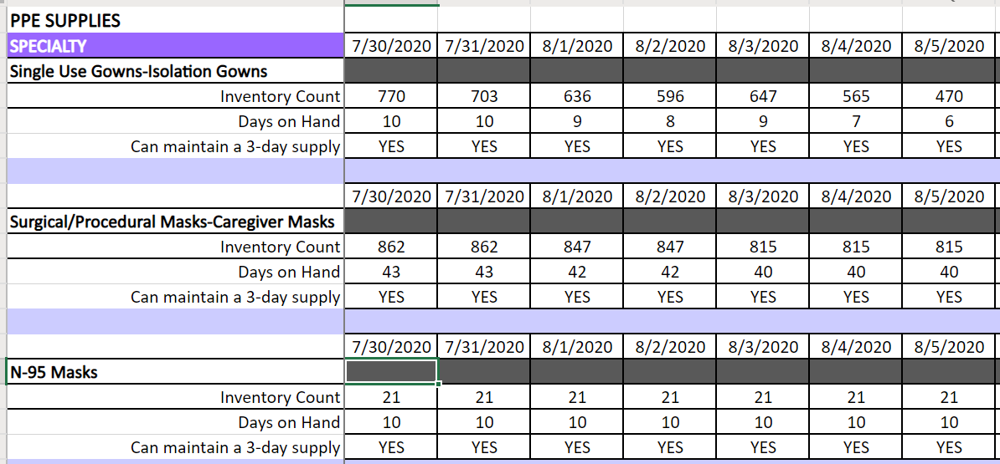 PPE SUPPLIES
SPECIALTY 7/30/2020 7/31/2020 8/1/2020 8/2/2020 8/3/2020 8/4/2020 8/5/2020
Single Use Gowns-Isolation Gowns
Inventory Count 770 703 636 596 647 565 470
Days on Hand 10 10 9 8 9 7 6
Can maintain a 3-day supply YES YES YES YES YES YES YES
7/30/2020 7/31/2020 8/1/2020 8/2/2020 8/3/2020 8/4/2020 8/5/2020
Surgical/Procedural Masks-Caregiver Masks
Inventory Count 862 862 847 847 815 815 815
Days on Hand 43 43 42 42 40 40 40
Can maintain a 3-day supply YES YES YES YES YES YES YES
7/30/2020 7/31/2020 8/1/2020 8/2/2020 8/3/2020 8/4/2020 8/5/2020
N-95 Masks
Inventory Count 21 21 21 21 21 21 21
Days on Hand 10 10 10 10 10 10 10
Can maintain a 3-day supply YES YES YES YES YES YES YES